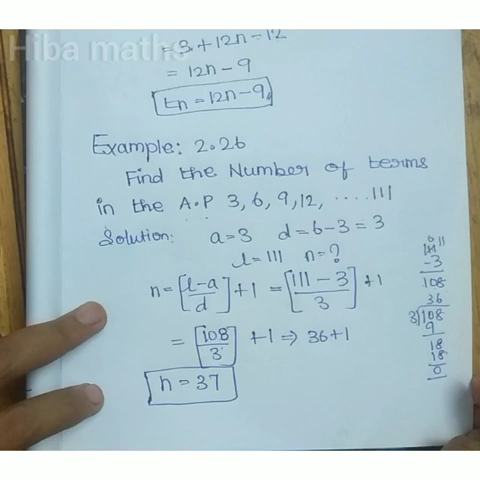 Hiba maths
= 3 + 12n - 12
= 12n - 9
tn = 12n - 9
Example: 2.26
Find the Number of terms
in the A.P 3, 6, 9, 12, ..... 111
Solution: a=3 d = 6-3 = 3
l = 111 n = ?
n = [l-a/d] + 1 = [111-3/3] + 1
= [108/3] + 1 ⇒ 36+1
n = 37
111
-3
108
36
3)108
9
18
18
0